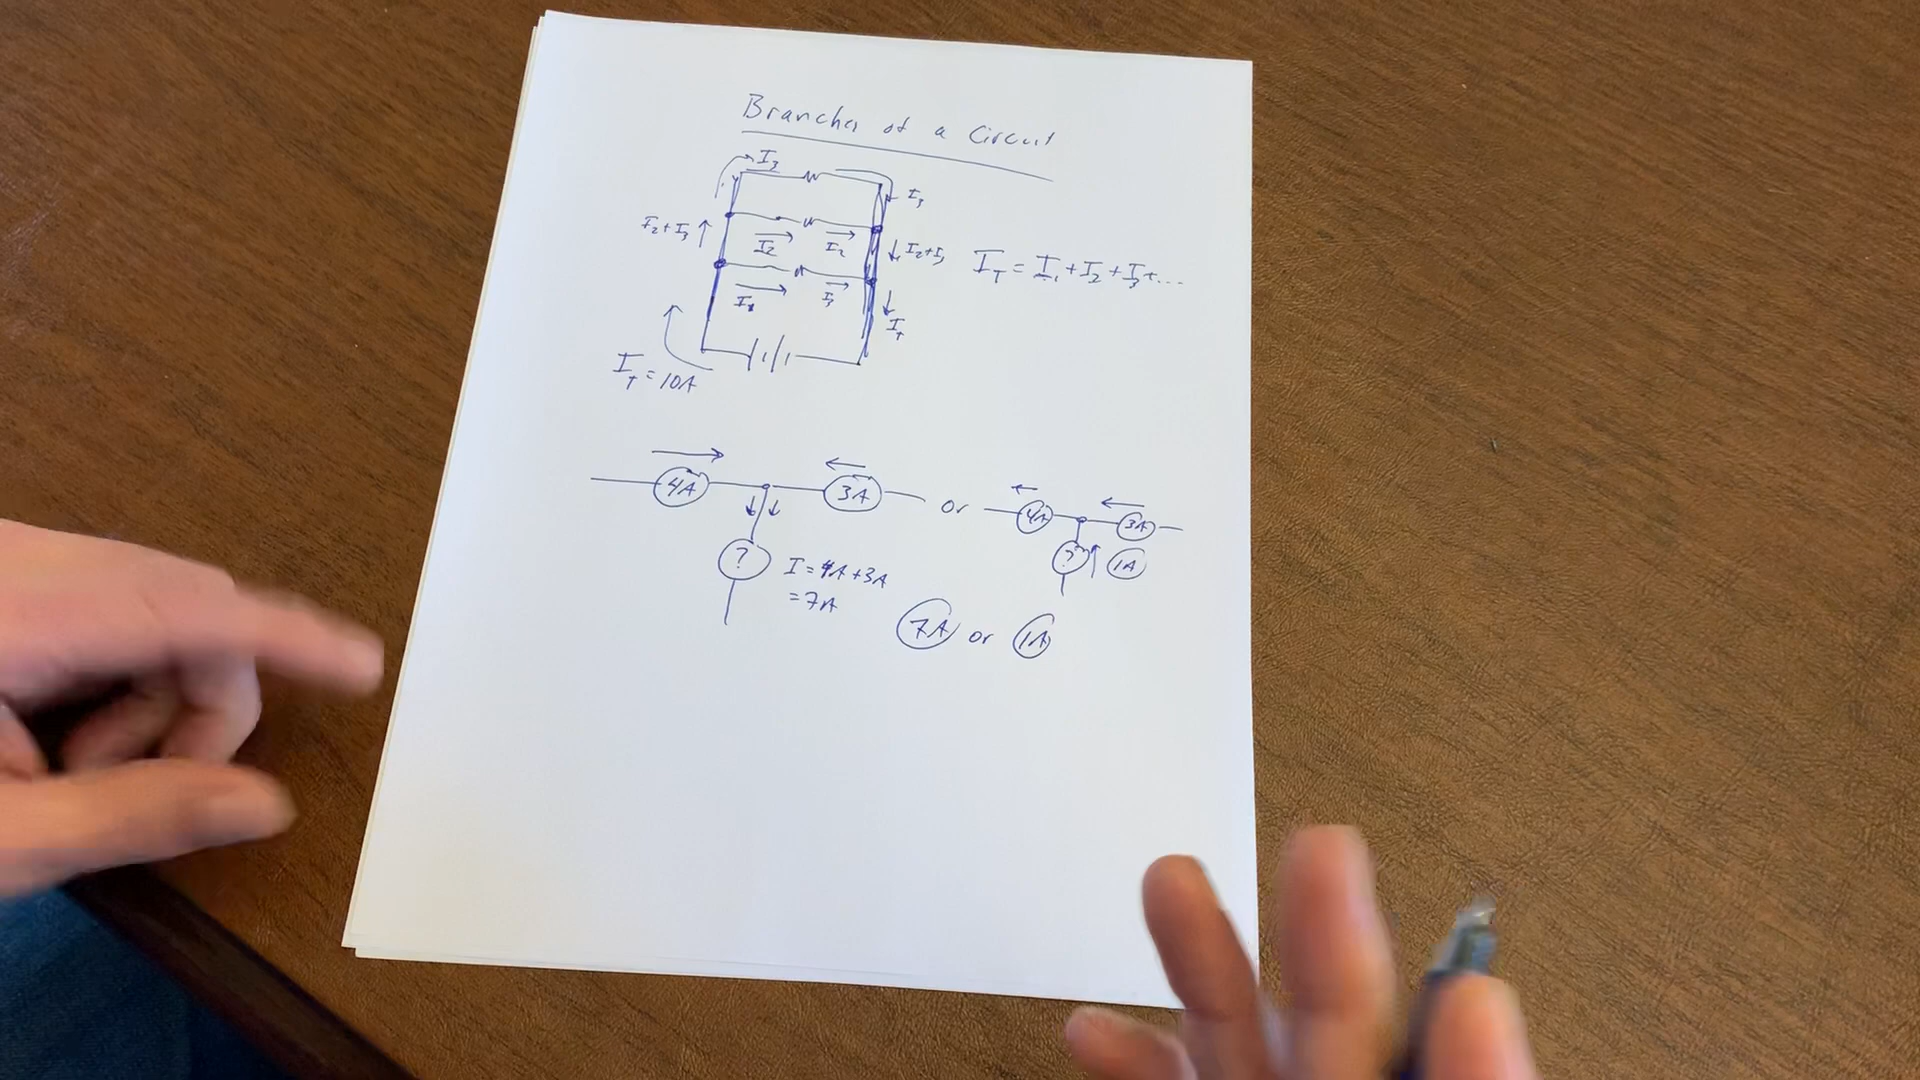 Branches of a Circuit
I3
I3
I2+I3
I2
I2
I2+I3
IT = I1 + I2 + I3 + ...
I1
IT
IT = 10A
4A
3A
or
4A
3A
?
I = 4A + 3A
= 7A
?
1A
7A or 1A